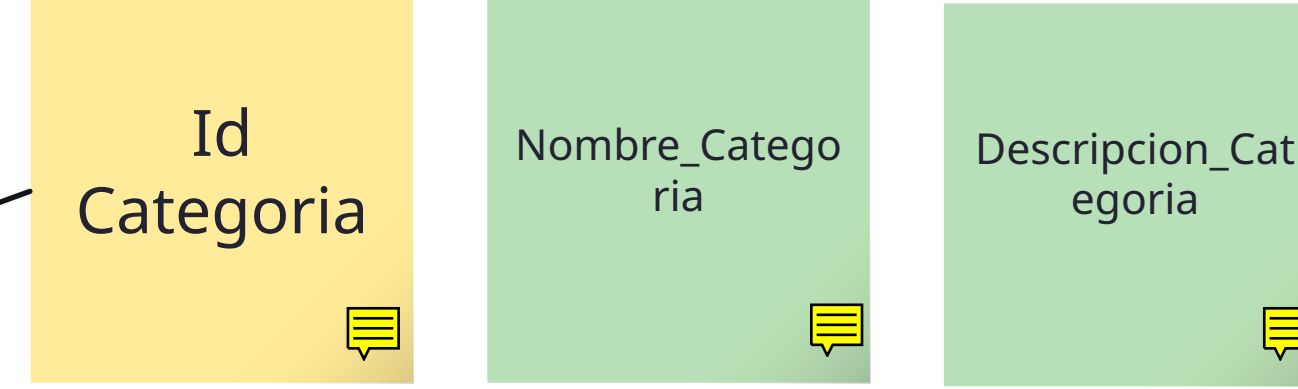 Id
Categoria
Nombre_Catego
ria
Descripcion_Cat
egoria